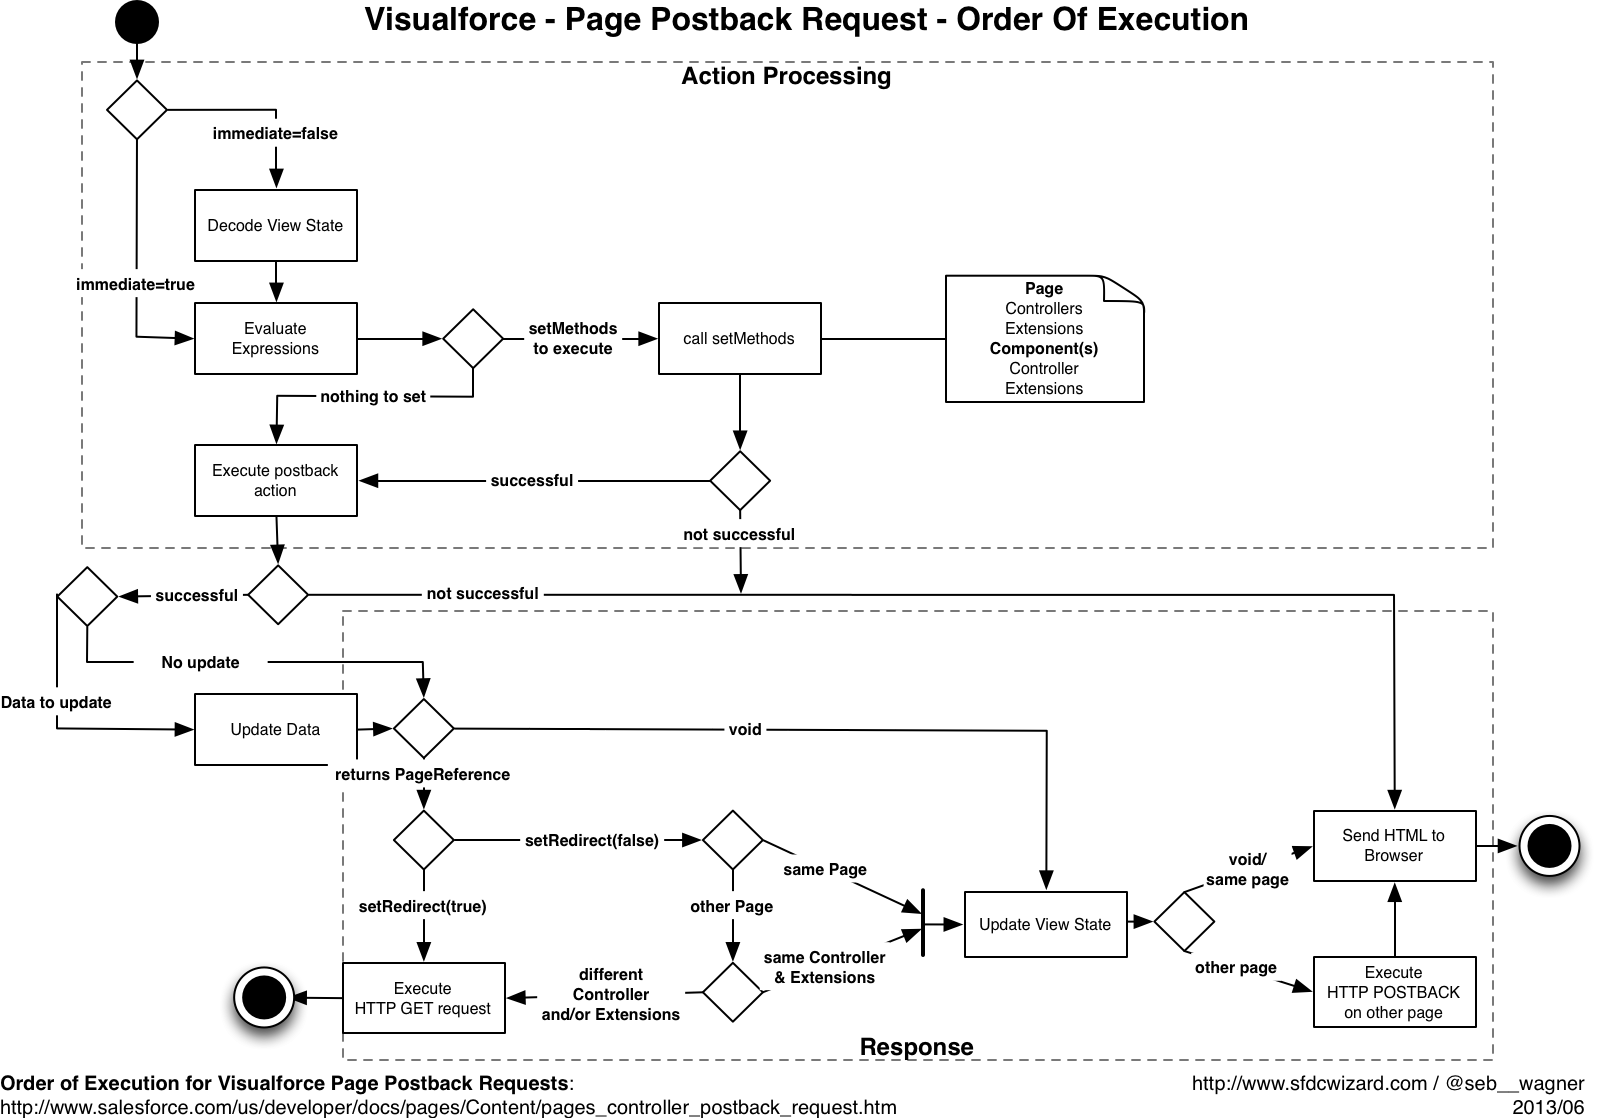 Visualforce - Page Postback Request - Order Of Execution
Action Processing
immediate=false
Decode View State
immediate=true
Evaluate
Expressions
setMethods
to execute
call setMethods
Page
Controllers
Extensions
Component(s)
Controller
Extensions
nothing to set
Execute postback
action
successful
not successful
successful
not successful
No update
Data to update
Update Data
void
returns PageReference
setRedirect(false)
same Page
Send HTML to
Browser
void/
same page
setRedirect(true)
other Page
Update View State
same Controller
& Extensions
other page
different
Controller
and/or Extensions
Execute
HTTP GET request
Execute
HTTP POSTBACK
on other page
Response
Order of Execution for Visualforce Page Postback Requests:
http://www.salesforce.com/us/developer/docs/pages/Content/pages_controller_postback_request.htm
http://www.sfdcwizard.com / @seb__wagner
2013/06